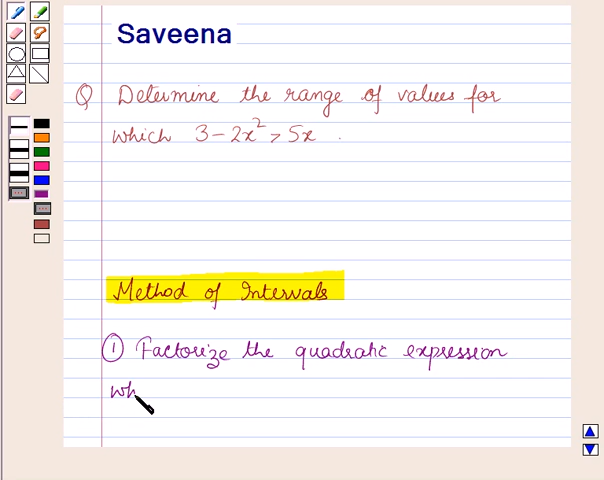 Saveena
Q Determine the range of values for
which 3 - 2x² > 5x.
Method of Intervals
① Factorize the quadratic expression
wh